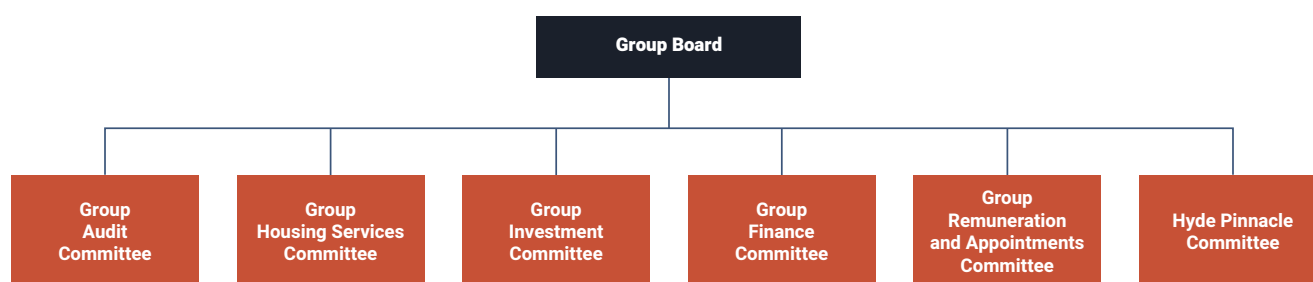 Group Board
Group
Audit
Committee
Group
Housing Services
Committee
Group
Investment
Committee
Group
Finance
Committee
Group
Remuneration
and Appointments
Committee
Hyde Pinnacle
Committee